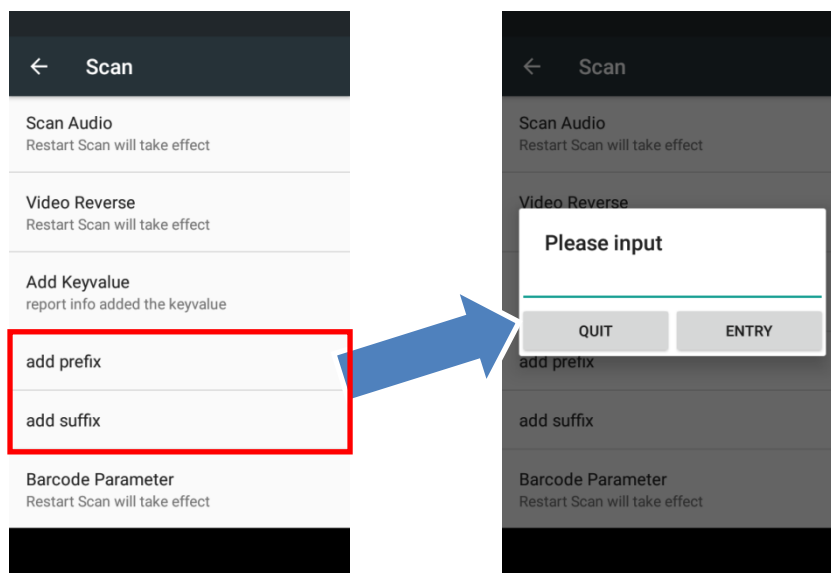 Scan
Scan Audio
Restart Scan will take effect
Video Reverse
Restart Scan will take effect
Add Keyvalue
report info added the keyvalue
add prefix
add suffix
Barcode Parameter
Restart Scan will take effect
Scan
Scan Audio
Restart Scan will take effect
Video Reverse
Please input
QUIT ENTRY
add prefix
add suffix
Barcode Parameter
Restart Scan will take effect